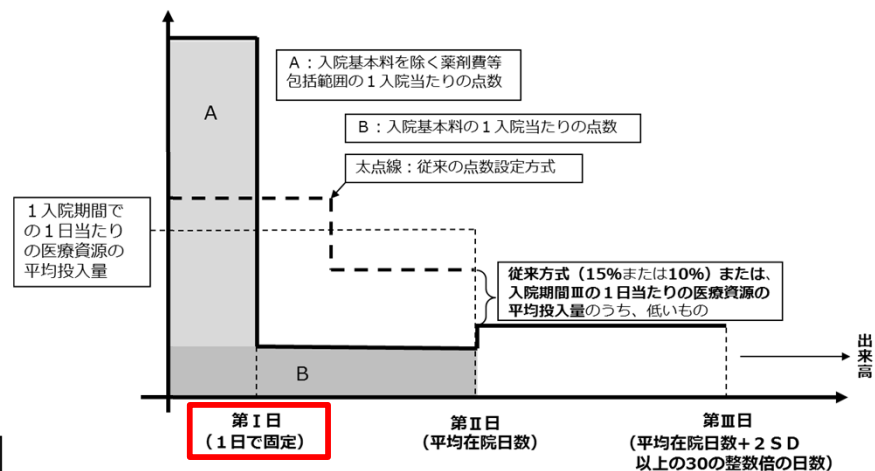 A：入院基本料を除く薬剤費等
包括範囲の１入院当たりの点数
A
B：入院基本料の１入院当たりの点数
太点線：従来の点数設定方式
１入院期間で
の１日当たり
の医療資源の
平均投入量
従来方式（15%または10%）または、
入院期間Ⅲの１日当たりの医療資源の
平均投入量のうち、低いもの
出来高
B
第Ⅰ日
（１日で固定）
第Ⅱ日
（平均在院日数）
第Ⅲ日
（平均在院日数＋２ＳＤ
以上の30の整数倍の日数）